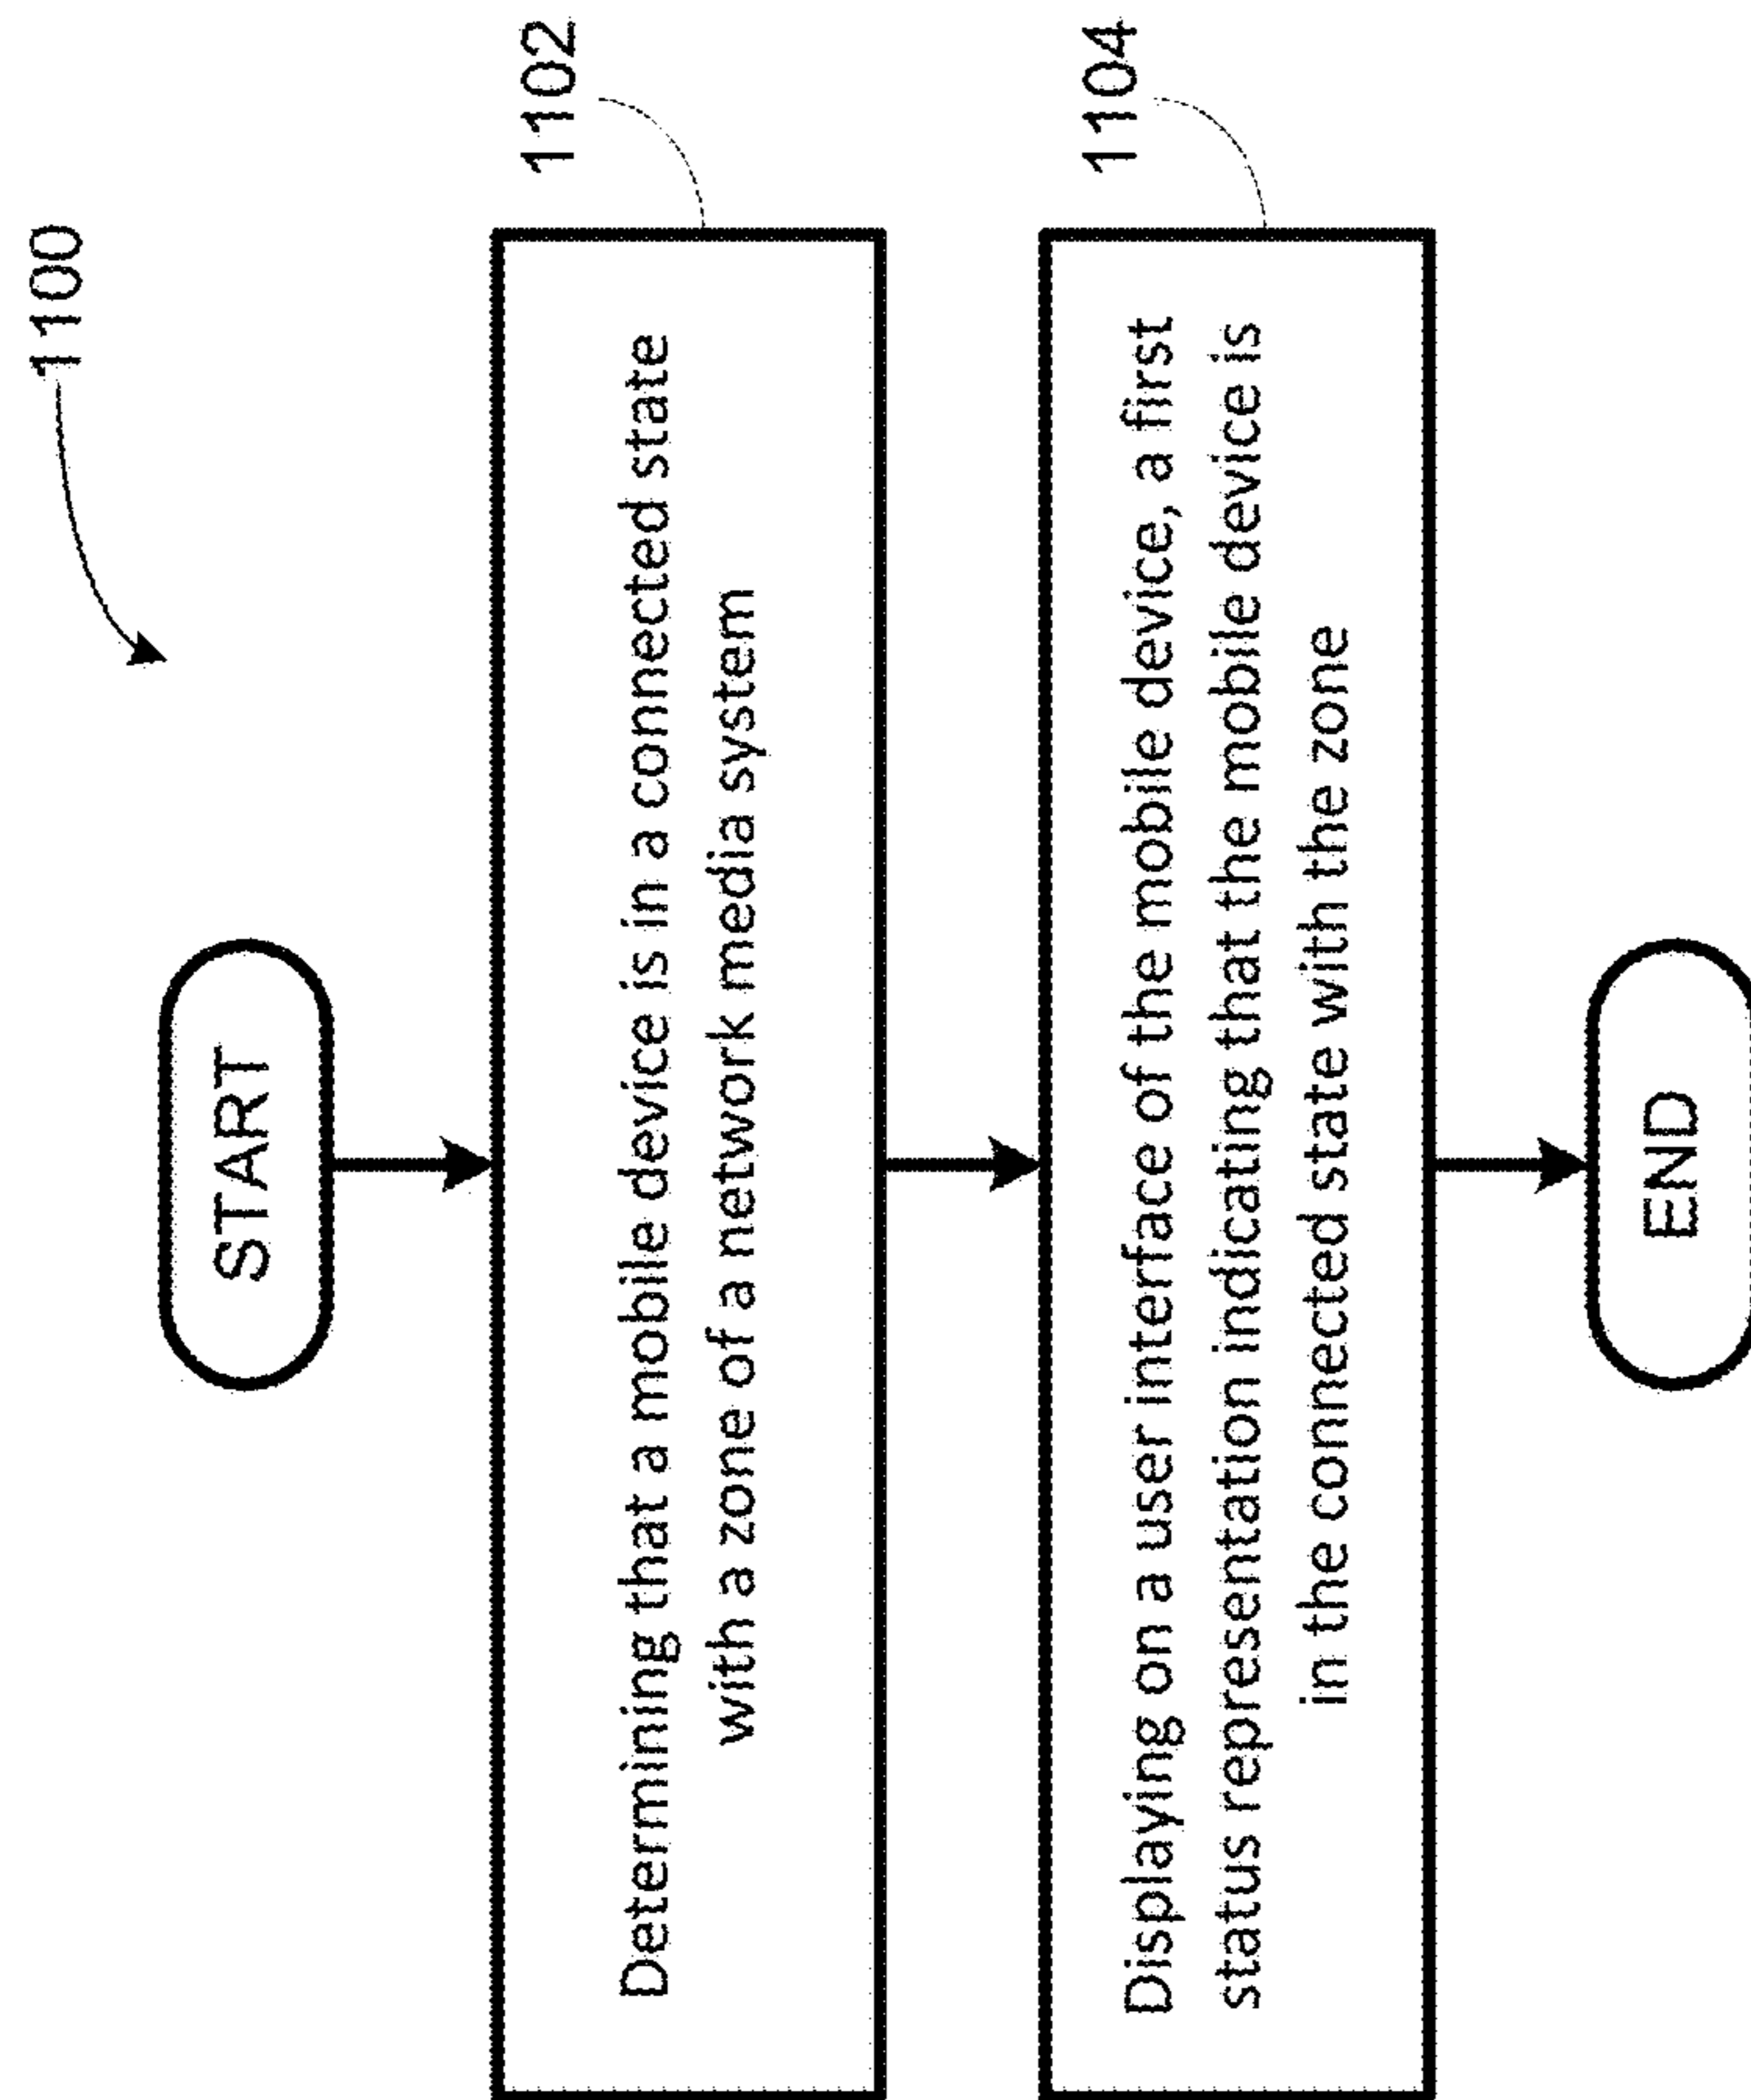 1100
START
1102
Determining that a mobile device is in a connected state
with a zone of a network media system
1104
Displaying on a user interface of the mobile device, a first
status representation indicating that the mobile device is
in the connected state with the zone
END